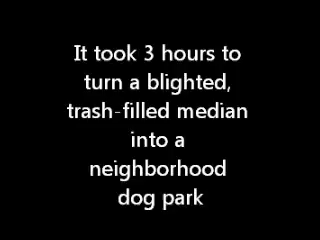 It took 3 hours to
turn a blighted,
trash-filled median
into a
neighborhood
dog park